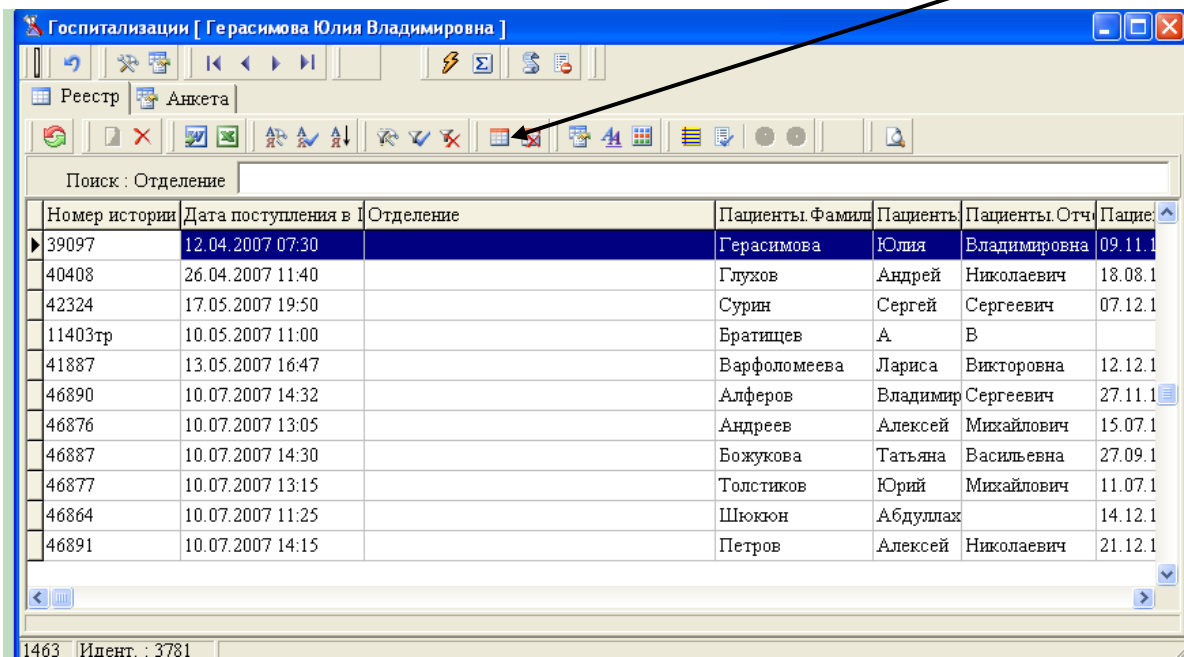 Госпитализации [ Герасимова Юлия Владимировна ]
Реестр Анкета
Поиск : Отделение
Номер истории Дата поступления в Отделение Пациенты.Фамил Пациенты Пациенты.Отч Пацие
39097 12.04.2007 07:30 Герасимова Юлия Владимировна 09.11.1
40408 26.04.2007 11:40 Глухов Андрей Николаевич 18.08.1
42324 17.05.2007 19:50 Сурин Сергей Сергеевич 07.12.1
11403тр 10.05.2007 11:00 Братищев А В
41887 13.05.2007 16:47 Варфоломеева Лариса Викторовна 12.12.1
46890 10.07.2007 14:32 Алферов Владимир Сергеевич 27.11.1
46876 10.07.2007 13:05 Андреев Алексей Михайлович 15.07.1
46887 10.07.2007 14:30 Божукова Татьяна Васильевна 27.09.1
46877 10.07.2007 13:15 Толстиков Юрий Михайлович 11.07.1
46864 10.07.2007 11:25 Шюкюн Абдуллах 14.12.1
46891 10.07.2007 14:15 Петров Алексей Николаевич 21.12.1
1463 Идент. : 3781